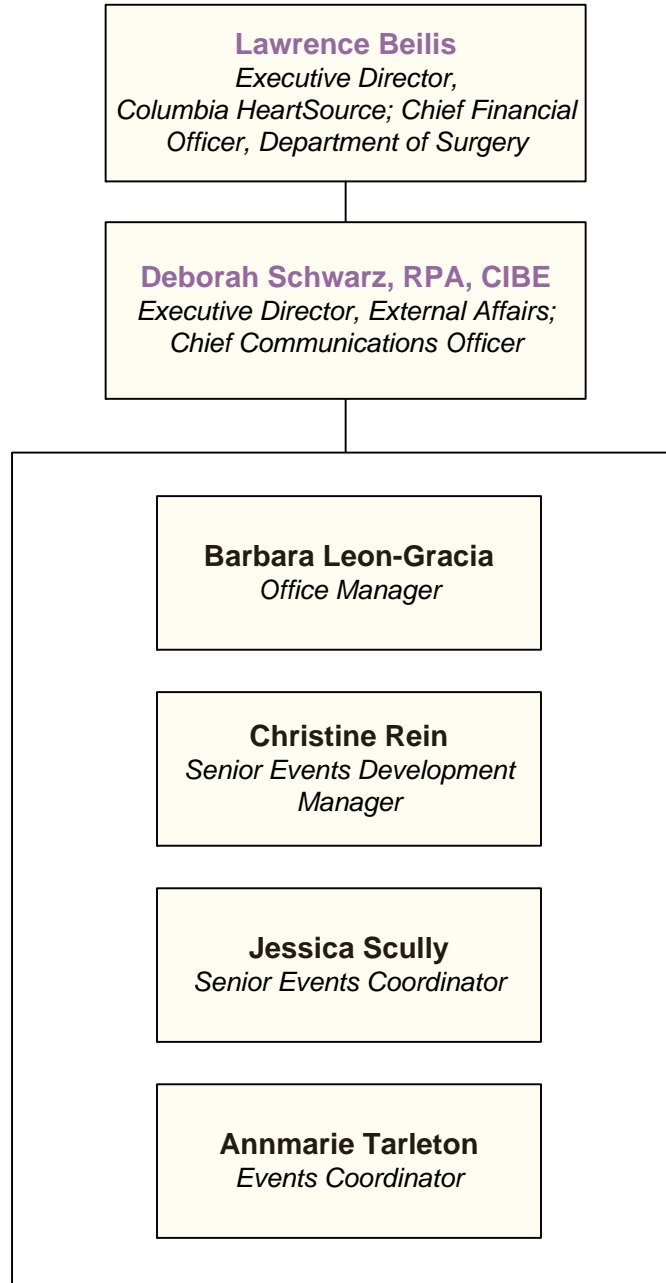 Lawrence Beilis
Executive Director,
Columbia HeartSource; Chief Financial
Officer, Department of Surgery
Deborah Schwarz, RPA, CIBE
Executive Director, External Affairs;
Chief Communications Officer
Barbara Leon-Gracia
Office Manager
Christine Rein
Senior Events Development
Manager
Jessica Scully
Senior Events Coordinator
Annmarie Tarleton
Events Coordinator